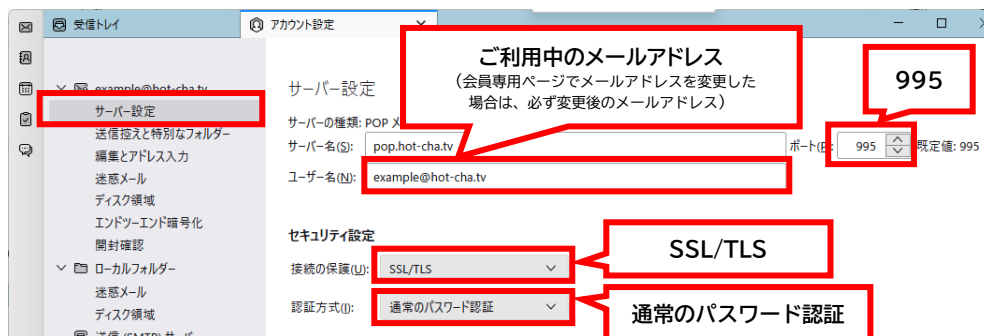 受信トレイ
アカウント設定
ご利用中のメールアドレス
(会員専用ページでメールアドレスを変更した
場合は、必ず変更後のメールアドレス)
995
example@hot-cha.tv
サーバー設定
送信控えと特別なフォルダー
編集とアドレス入力
迷惑メール
ディスク領域
エンドツーエンド暗号化
開封確認
ローカルフォルダー
迷惑メール
ディスク領域
サーバー設定
サーバーの種類: POP メ
サーバー名(S): pop.hot-cha.tv
ポート(P: 995 既定値: 995
ユーザー名(N): example@hot-cha.tv
セキュリティ設定
接続の保護(U): SSL/TLS
SSL/TLS
認証方式(I): 通常のパスワード認証
通常のパスワード認証